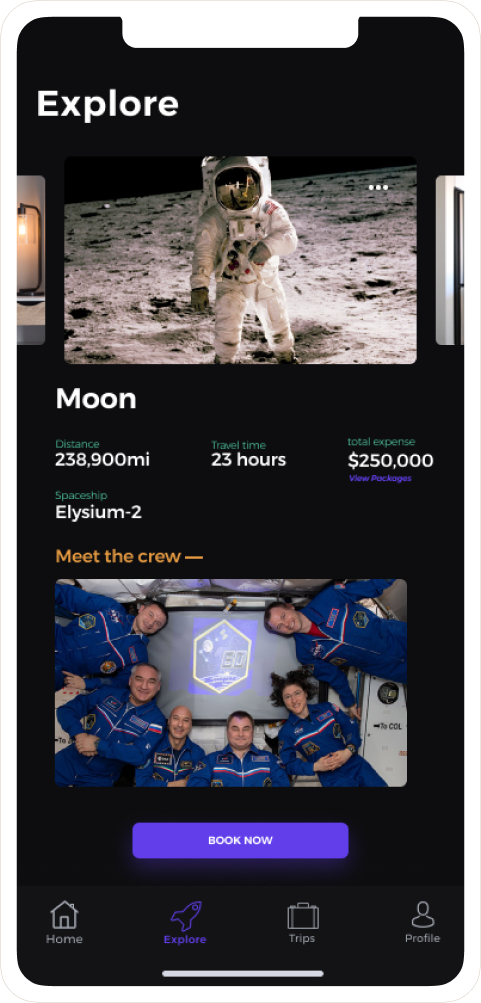 Explore
Moon
Distance
238,900mi
Travel time
23 hours
total expense
$250,000
View Packages
Spaceship
Elysium-2
Meet the crew —
60
To COL
BOOK NOW
Home
Explore
Trips
Profile